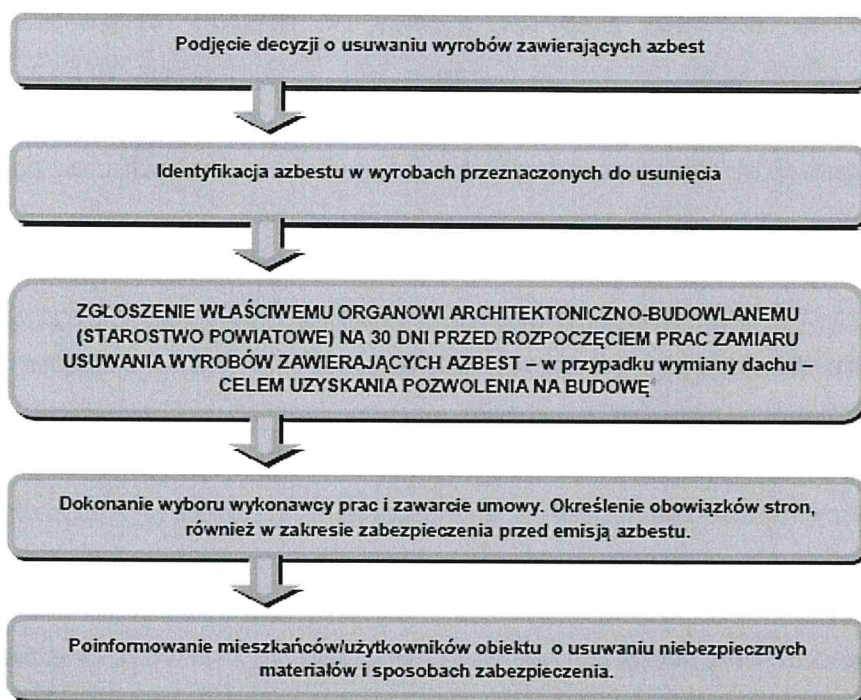 Podjęcie decyzji o usuwaniu wyrobów zawierających azbest
Identyfikacja azbestu w wyrobach przeznaczonych do usunięcia
ZGŁOSZENIE WŁAŚCIWEMU ORGANOWI ARCHITEKTONICZNO-BUDOWLANEMU
(STAROSTWO POWIATOWE) NA 30 DNI PRZED ROZPOCZĘCIEM PRAC ZAMIARU
USUWANIA WYROBÓW ZAWIERAJĄCYCH AZBEST – w przypadku wymiany dachu –
CELEM UZYSKANIA POZWOLENIA NA BUDOWĘ
Dokonanie wyboru wykonawcy prac i zawarcie umowy. Określenie obowiązków stron,
również w zakresie zabezpieczenia przed emisją azbestu.
Poinformowanie mieszkańców/użytkowników obiektu o usuwaniu niebezpiecznych
materiałów i sposobach zabezpieczenia.